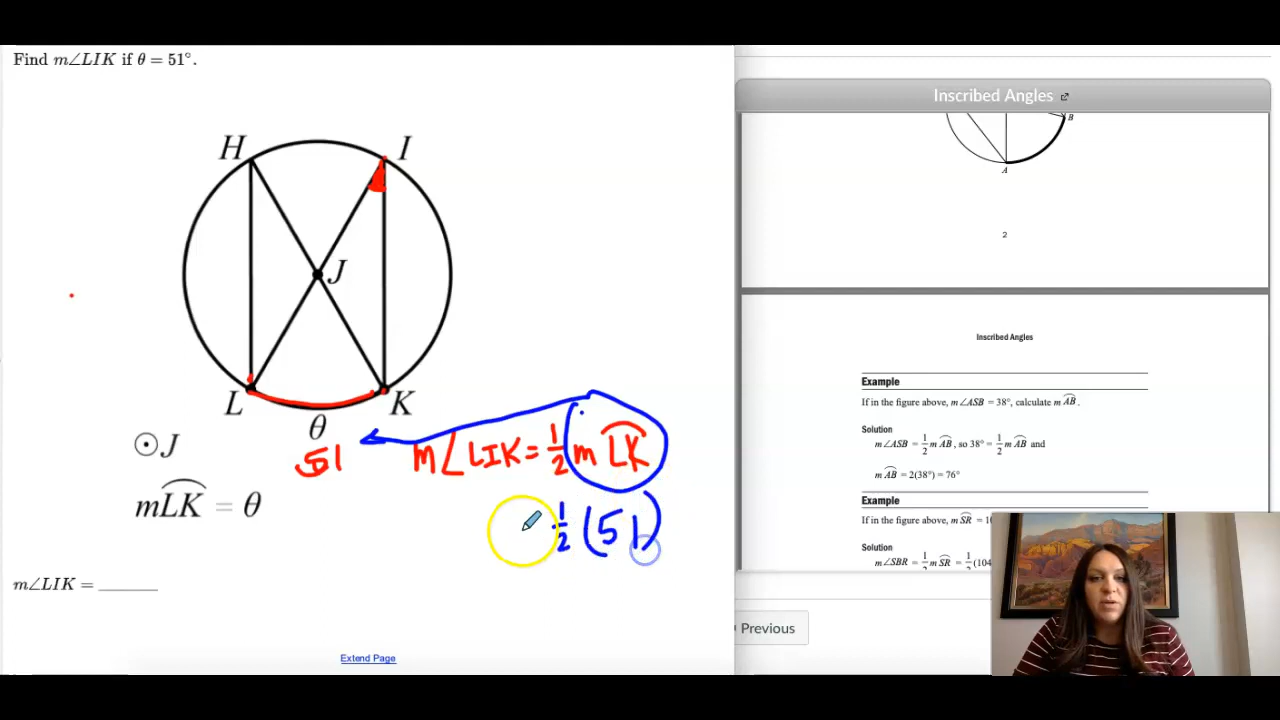 Find m∠LIK if θ = 51°.
H
I
J
L
K
θ
51
⊙J
m∠LIK = 1/2 m LK
mLK = θ
1/2 (51)
m∠LIK = ______
Extend Page
Inscribed Angles
B
A
2
Inscribed Angles
Example
If in the figure above, m∠ASB = 38°, calculate m AB.
Solution
m∠ASB = 1/2 m AB, so 38° = 1/2 m AB and
m AB = 2(38°) = 76°
Example
If in the figure above, m SR = 10
Solution
m∠SBR = 1/2 m SR = 1/2 (104
Previous